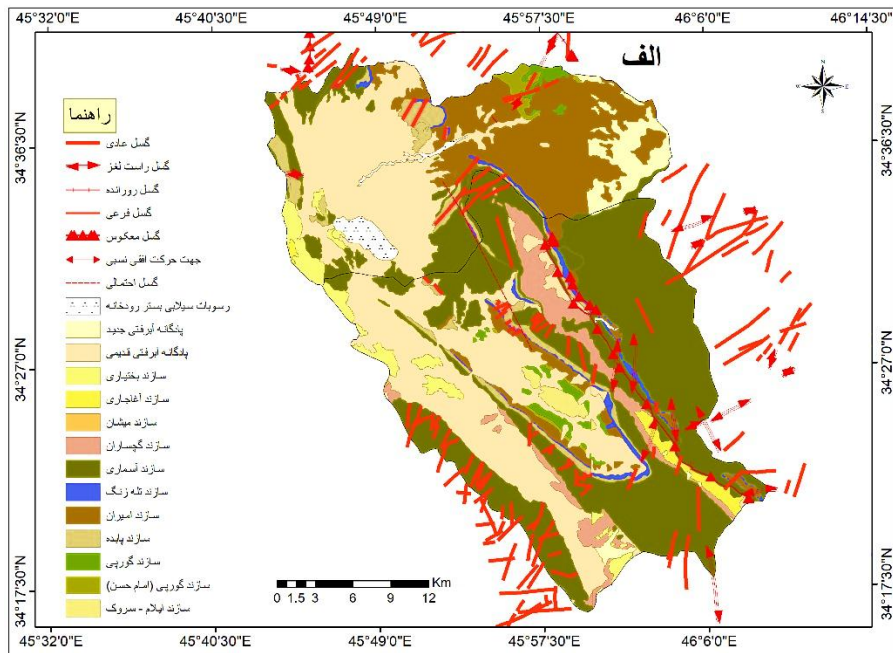 45°32'0"E 45°40'30"E 45°49'0"E 45°57'30"E 46°6'0"E 46°14'30"E
الف
راهنما
گسل عادی
گسل راست لغز
گسل رورانده
گسل فرعی
گسل معکوس
جهت حرکت افقی نسبی
گسل احتمالی
رسوبات سیلابی بستر رودخانه
پادگانه آبرفتی جدید
پادگانه آبرفتی قدیمی
سازند بختیاری
سازند آغاجاری
سازند میشان
سازند گچساران
سازند آسماری
سازند تله زنگ
سازند امیران
سازند پابده
سازند گورپی
سازند گورپی (امام حسن)
سازند ایلام - سروک
34°36'30"N
34°27'0"N
34°17'30"N
34°36'30"N
34°27'0"N
34°17'30"N
Km
0 1.5 3 6 9 12
45°32'0"E 45°40'30"E 45°49'0"E 45°57'30"E 46°6'0"E